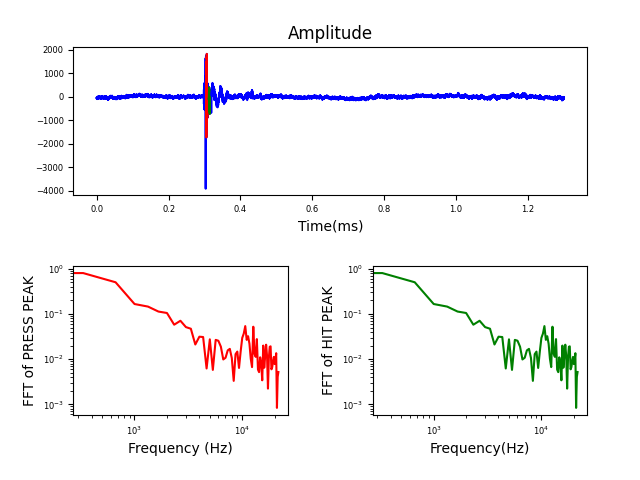 Amplitude
2000
1000
0
−1000
−2000
−3000
−4000
0.0 0.2 0.4 0.6 0.8 1.0 1.2
Time(ms)
FFT of PRESS PEAK
10⁰
10⁻¹
10⁻²
10⁻³
10³ 10⁴
Frequency (Hz)
FFT of HIT PEAK
10⁰
10⁻¹
10⁻²
10⁻³
10³ 10⁴
Frequency(Hz)